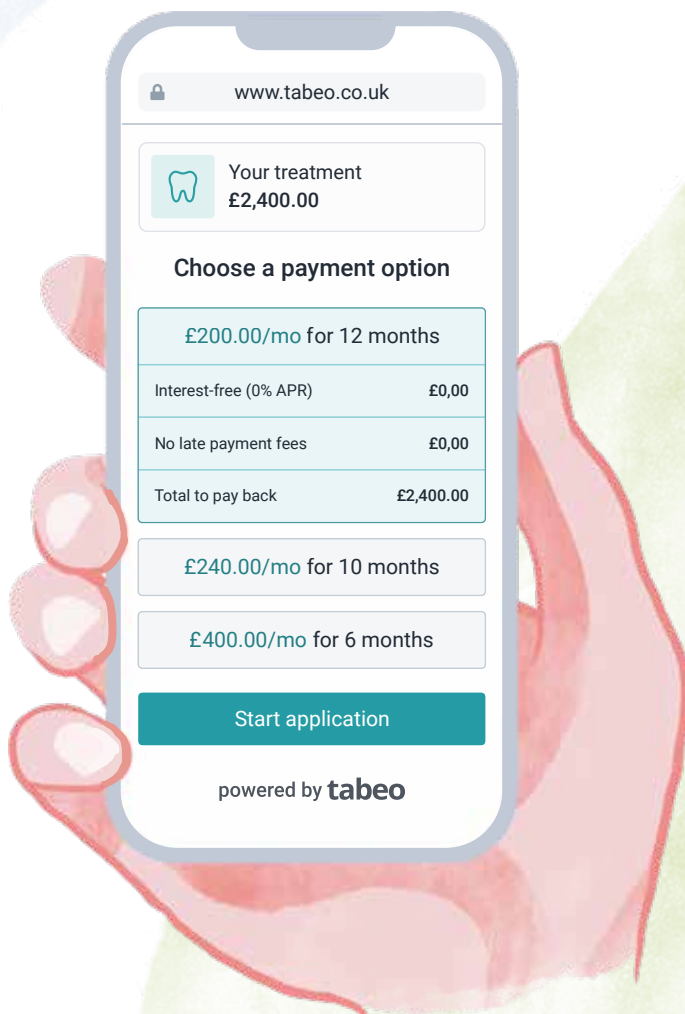 www.tabeo.co.uk
Your treatment
£2,400.00
Choose a payment option
£200.00/mo for 12 months
Interest-free (0% APR) £0,00
No late payment fees £0,00
Total to pay back £2,400.00
£240.00/mo for 10 months
£400.00/mo for 6 months
Start application
powered by tabeo